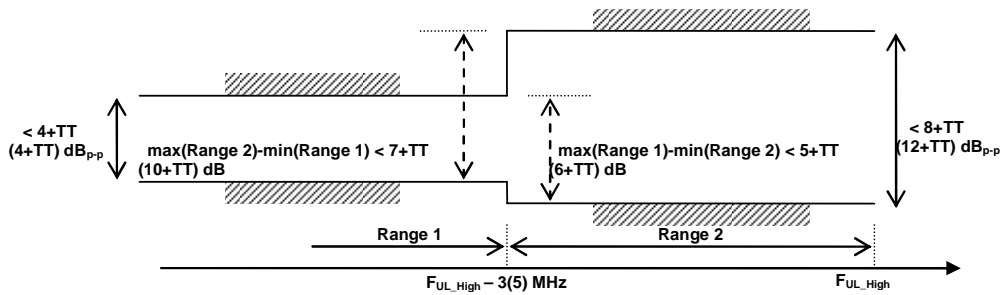 < 4+TT
(4+TT) dBp-p
max(Range 2)-min(Range 1) < 7+TT
(10+TT) dB
max(Range 1)-min(Range 2) < 5+TT
(6+TT) dB
< 8+TT
(12+TT) dBp-p
Range 1
Range 2
FUL_High – 3(5) MHz
FUL_High